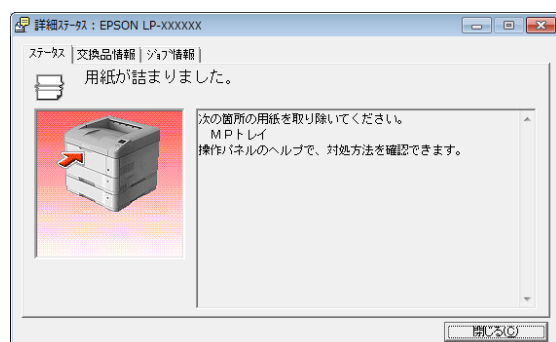 詳細ｽﾃｰﾀｽ : EPSON LP-XXXXXX
ｽﾃｰﾀｽ
交換品情報
ｼﾞｮﾌﾞ情報
用紙が詰まりました。
次の箇所の用紙を取り除いてください。
ＭＰトレイ
操作パネルのヘルプで、対処方法を確認できます。
閉じる(C)